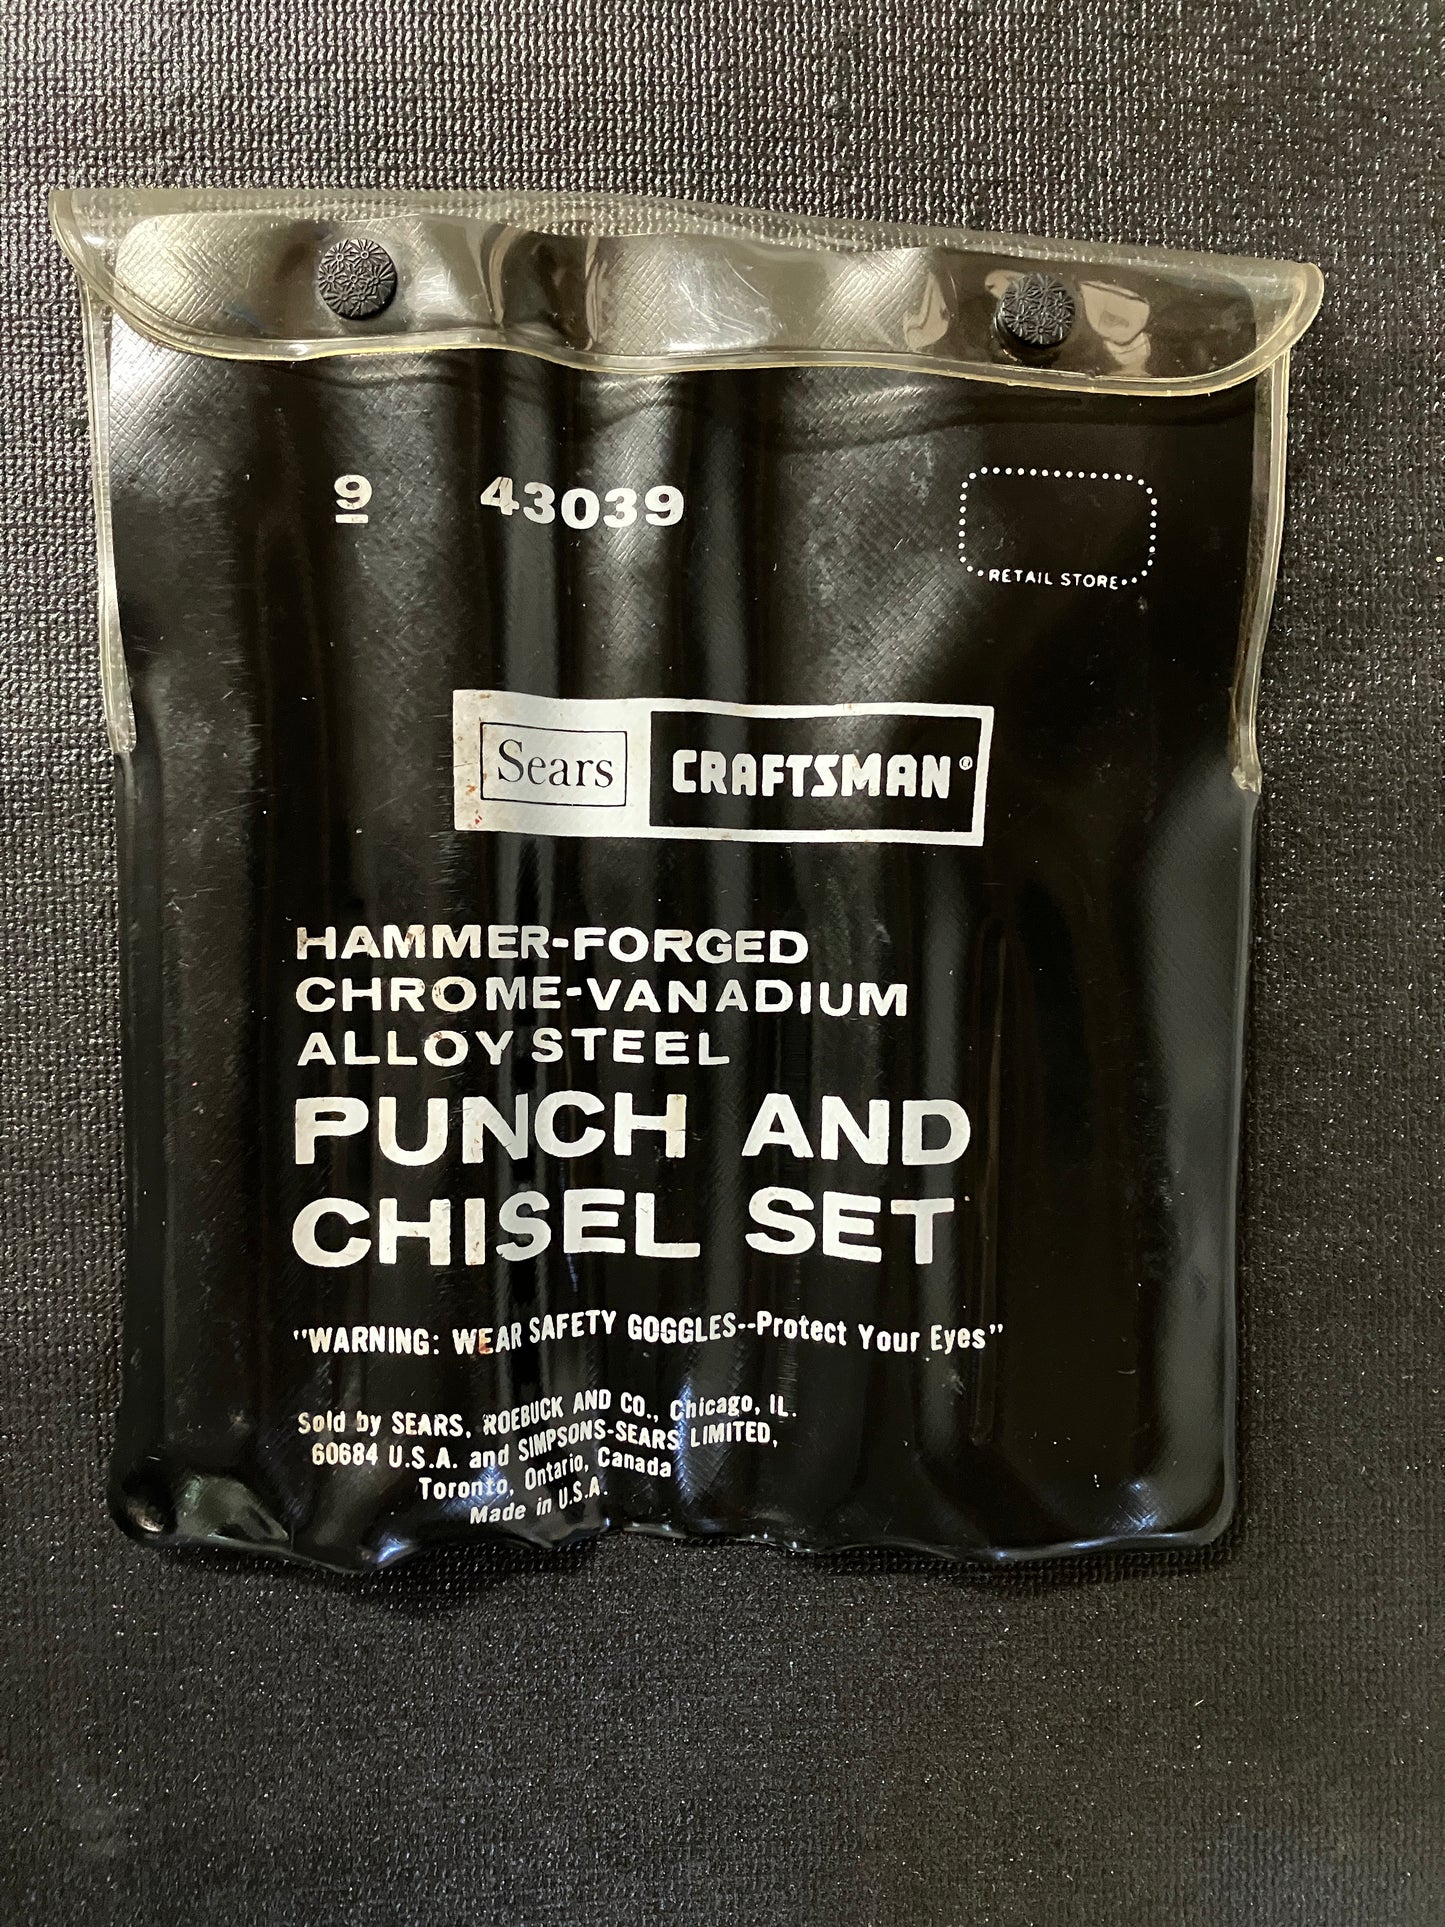 9 43039
RETAIL STORE
Sears CRAFTSMAN®
HAMMER-FORGED
CHROME-VANADIUM
ALLOY STEEL
PUNCH AND
CHISEL SET
"WARNING: WEAR SAFETY GOGGLES--Protect Your Eyes"
Sold by SEARS, ROEBUCK AND CO., Chicago, IL.
60684 U.S.A. and SIMPSONS-SEARS LIMITED,
Toronto, Ontario, Canada
Made in U.S.A.